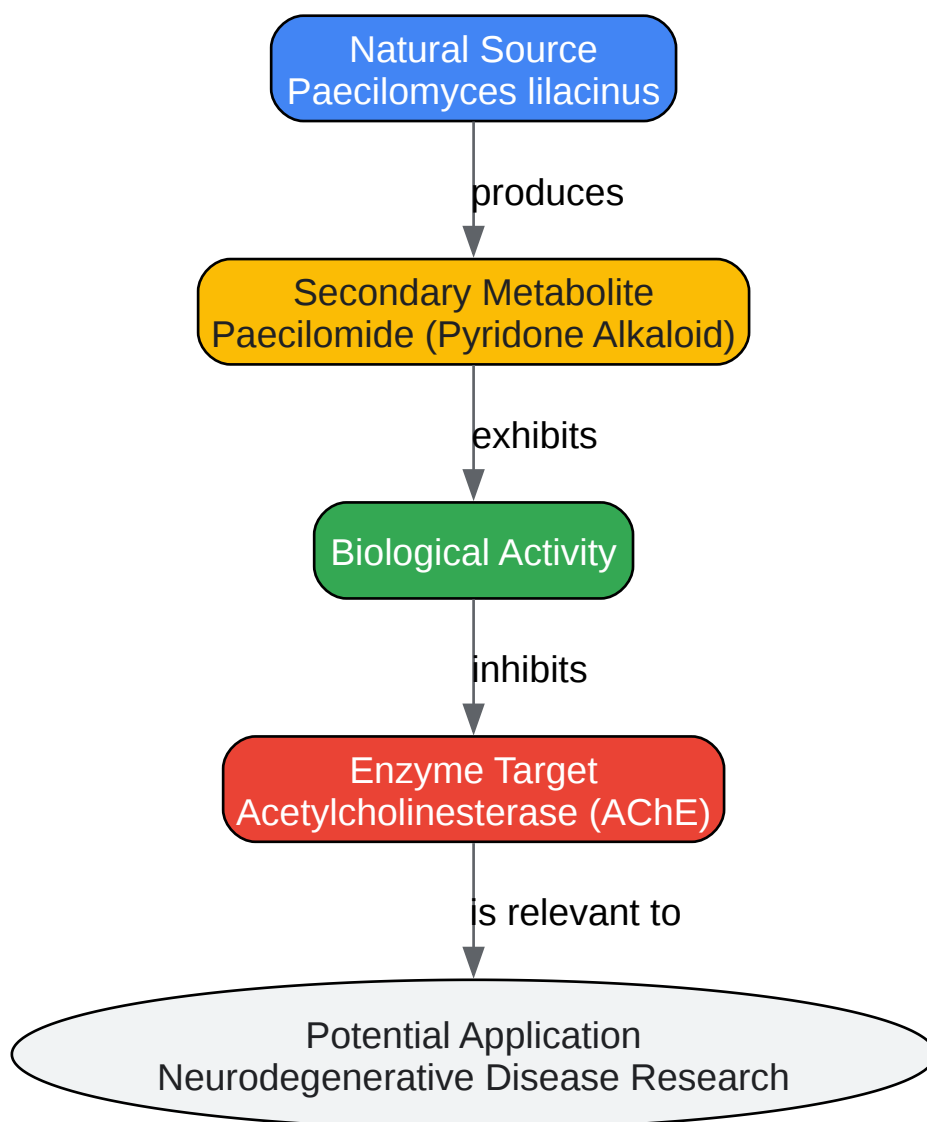 Natural Source
Paecilomyces lilacinus
produces
Secondary Metabolite
Paecilomide (Pyridone Alkaloid)
exhibits
Biological Activity
inhibits
Enzyme Target
Acetylcholinesterase (AChE)
is relevant to
Potential Application
Neurodegenerative Disease Research